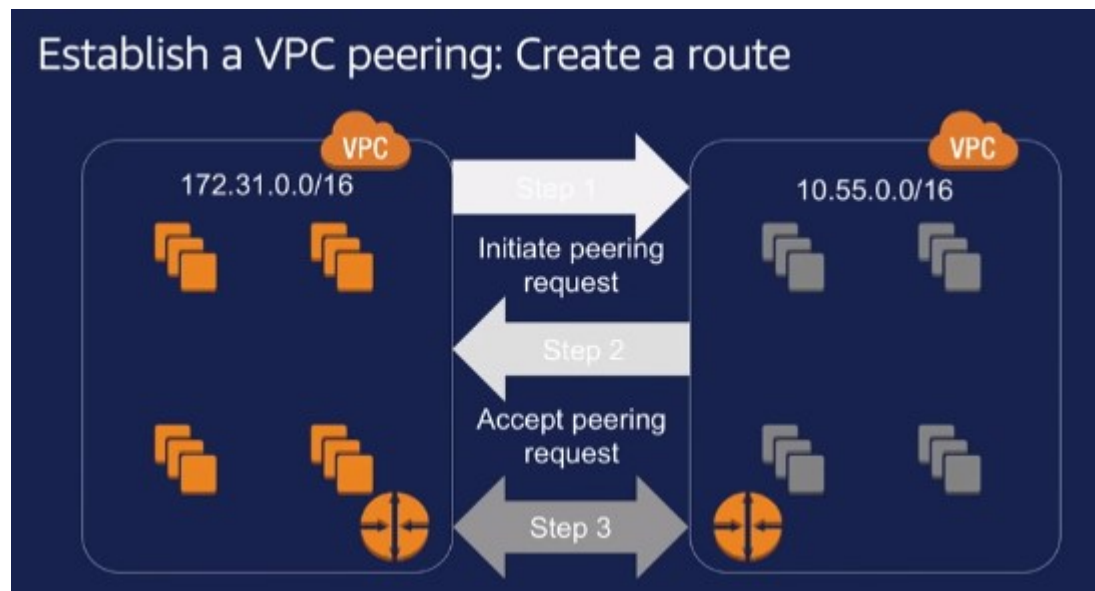 Establish a VPC peering: Create a route
VPC
172.31.0.0/16
Step 1
Initiate peering
request
Step 2
Accept peering
request
Step 3
VPC
10.55.0.0/16